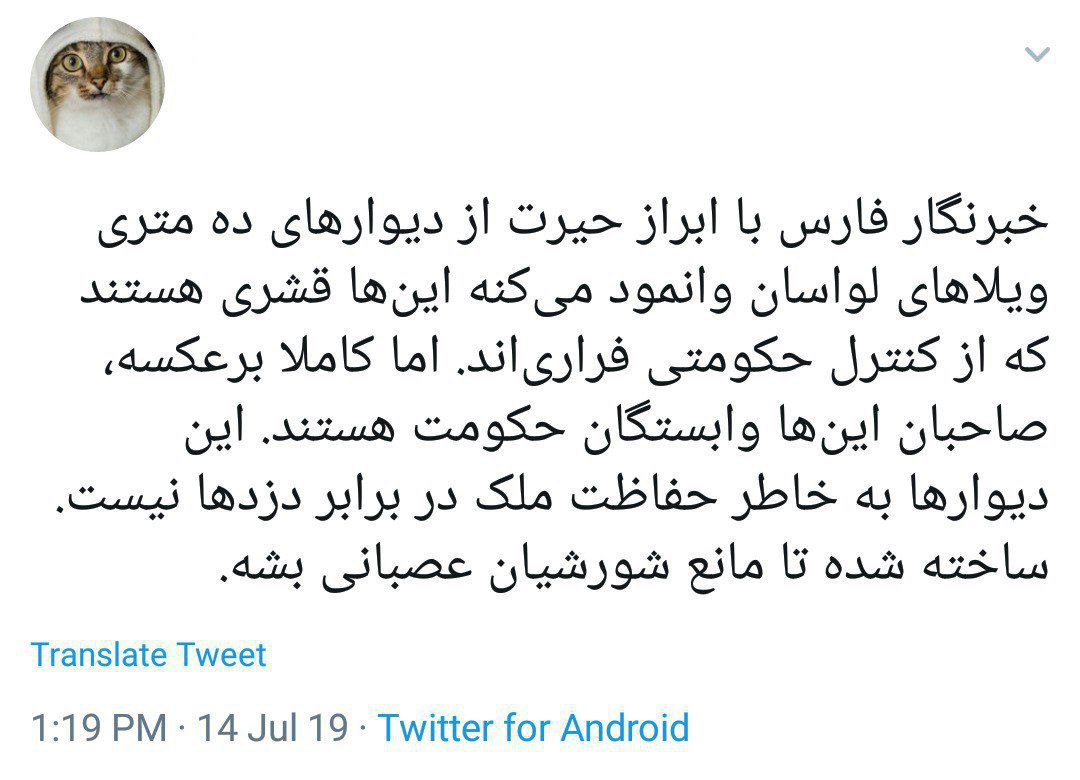 خبرنگار فارس با ابراز حیرت از دیوارهای ده متری
ویلاهای لواسان وانمود می‌کنه این‌ها قشری هستند
که از کنترل حکومتی فراری‌اند. اما کاملا برعکسه،
صاحبان این‌ها وابستگان حکومت هستند. این
دیوارها به خاطر حفاظت ملک در برابر دزدها نیست.
ساخته شده تا مانع شورشیان عصبانی بشه.
Translate Tweet
1:19 PM · 14 Jul 19 · Twitter for Android